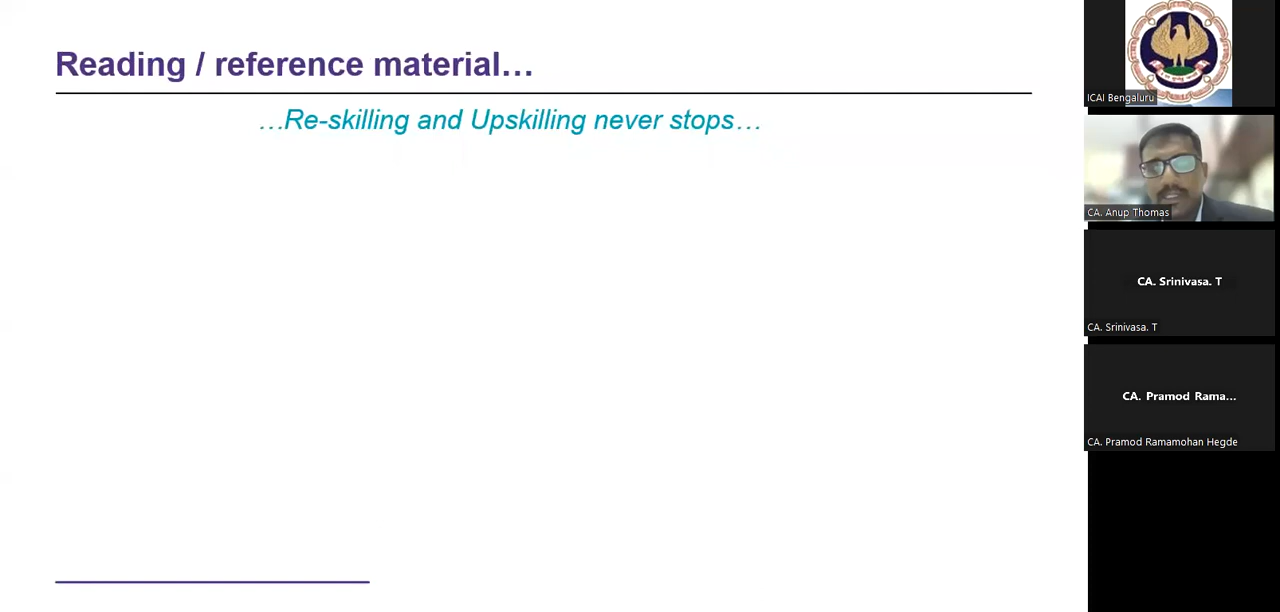 Reading / reference material…
…Re-skilling and Upskilling never stops…
ICAI Bengaluru
CA. Anup Thomas
CA. Srinivasa. T
CA. Srinivasa. T
CA. Pramod Rama...
CA. Pramod Ramamohan Hegde